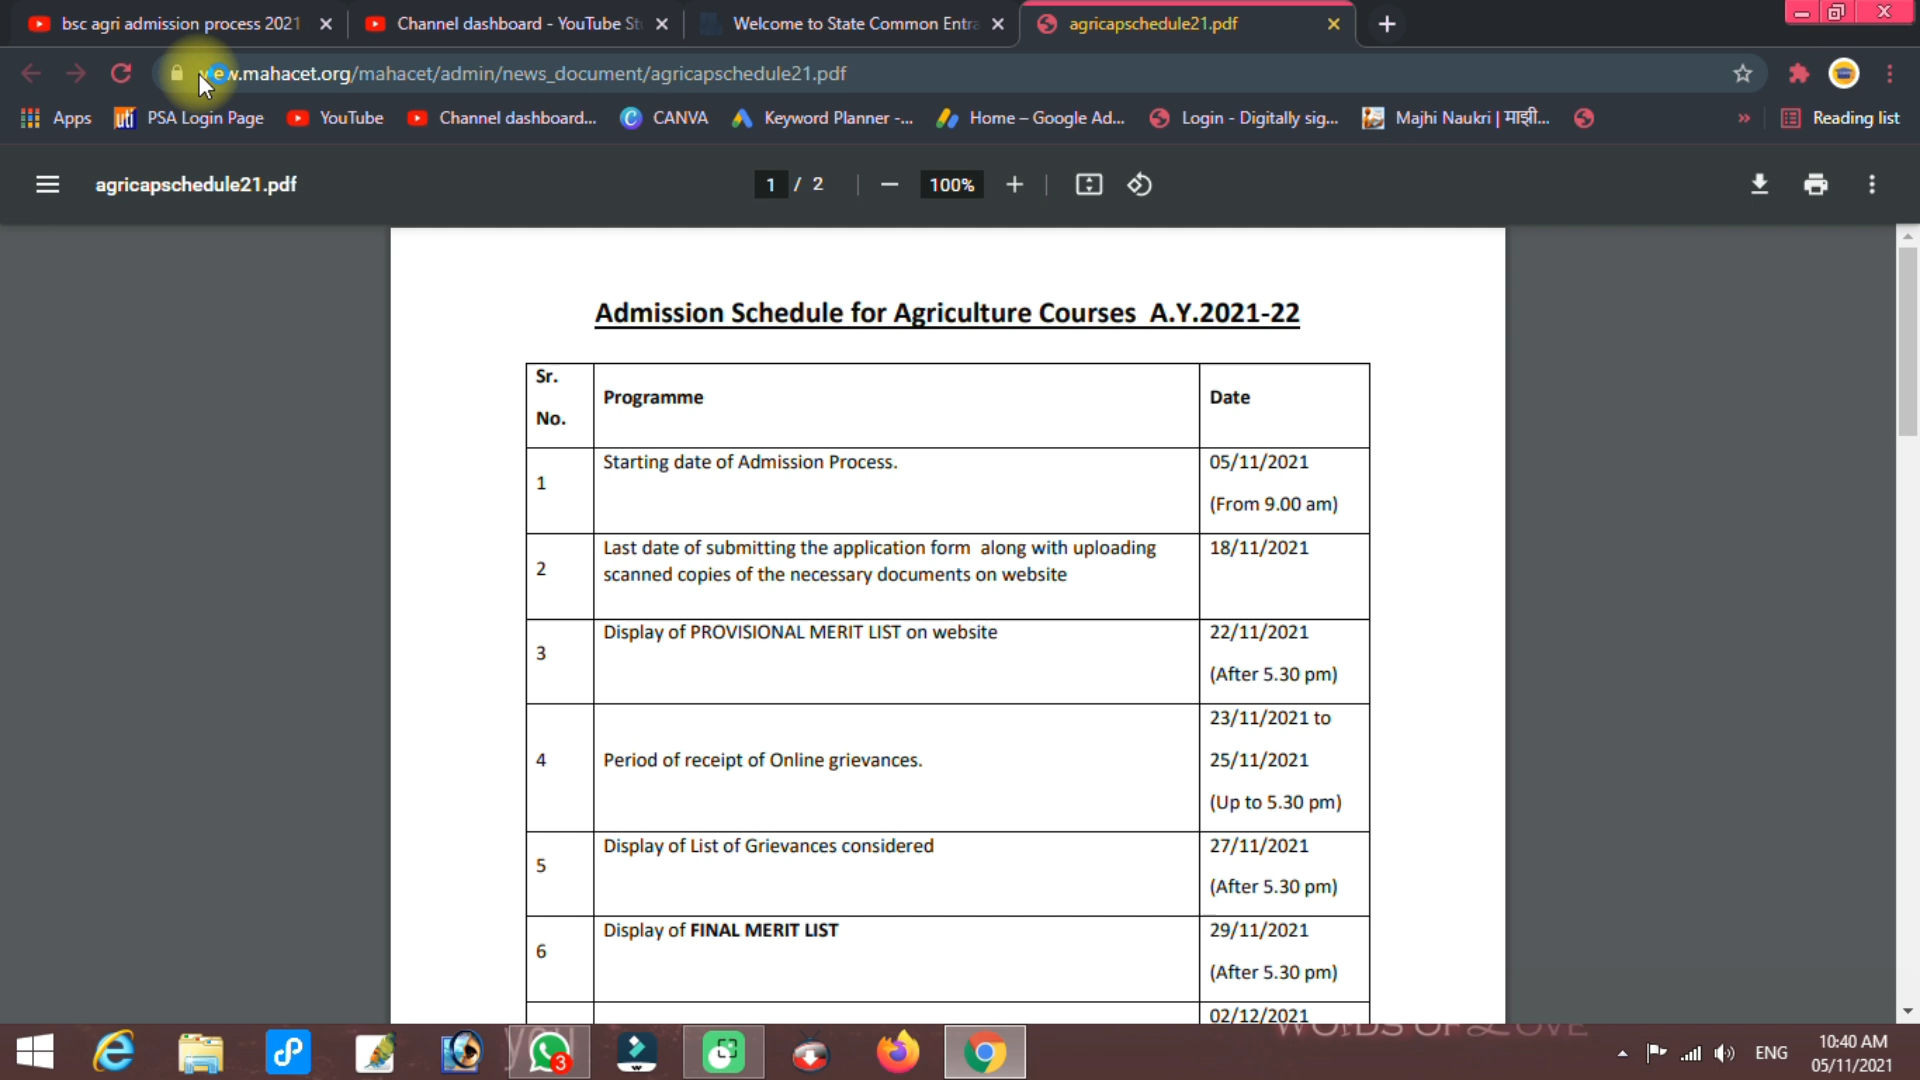 bsc agri admission process 2021
Channel dashboard - YouTube St
Welcome to State Common Entra
agricapschedule21.pdf
w.mahacet.org/mahacet/admin/news_document/agricapschedule21.pdf
Apps
uti PSA Login Page
YouTube
Channel dashboard...
CANVA
Keyword Planner -...
Home – Google Ad...
Login - Digitally sig...
Majhi Naukri | माझी...
»
Reading list
agricapschedule21.pdf
1 / 2
100%
Admission Schedule for Agriculture Courses A.Y.2021-22
Sr.
No.
Programme
Date
1
Starting date of Admission Process.
05/11/2021
(From 9.00 am)
2
Last date of submitting the application form along with uploading
scanned copies of the necessary documents on website
18/11/2021
3
Display of PROVISIONAL MERIT LIST on website
22/11/2021
(After 5.30 pm)
4
Period of receipt of Online grievances.
23/11/2021 to
25/11/2021
(Up to 5.30 pm)
5
Display of List of Grievances considered
27/11/2021
(After 5.30 pm)
6
Display of FINAL MERIT LIST
29/11/2021
(After 5.30 pm)
02/12/2021
WORDS OF LOVE
3
ENG
10:40 AM
05/11/2021